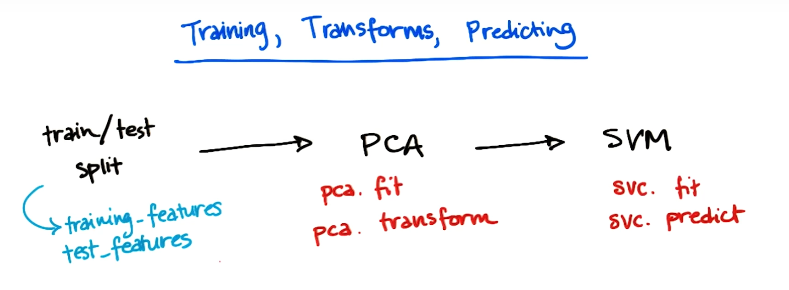 Training, Transforms, Predicting
train/test
split
training_features
test_features
PCA
pca. fit
pca. transform
SVM
svc. fit
svc. predict